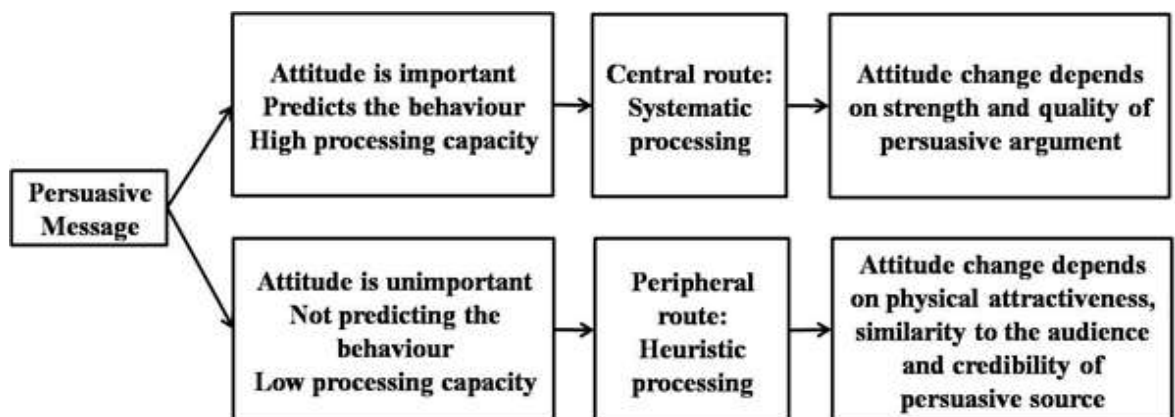 Persuasive
Message
Attitude is important
Predicts the behaviour
High processing capacity
Central route:
Systematic
processing
Attitude change depends
on strength and quality of
persuasive argument
Attitude is unimportant
Not predicting the
behaviour
Low processing capacity
Peripheral
route:
Heuristic
processing
Attitude change depends
on physical attractiveness,
similarity to the audience
and credibility of
persuasive source